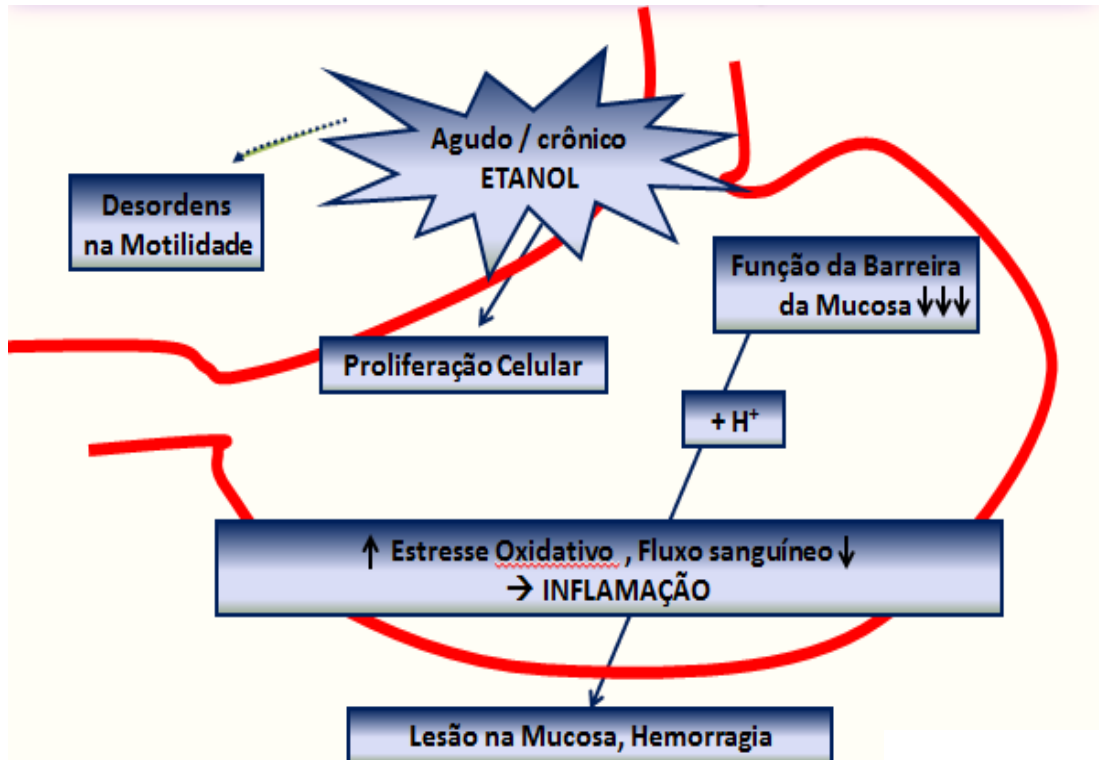 Agudo / crônico
ETANOL
Desordens
na Motilidade
Função da Barreira
da Mucosa ↓↓↓
Proliferação Celular
+ H⁺
↑ Estresse Oxidativo , Fluxo sanguíneo ↓
→ INFLAMAÇÃO
Lesão na Mucosa, Hemorragia